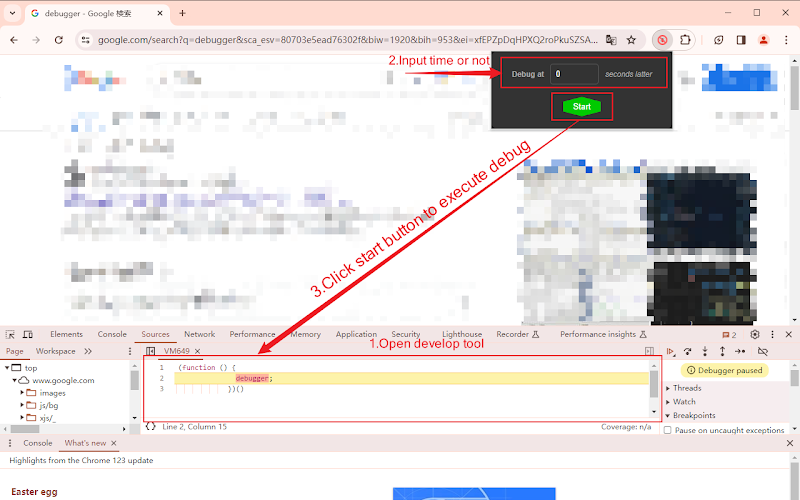 debugger - Google 検索
google.com/search?q=debugger&sca_esv=80703e5ead76302f&biw=1920&bih=953&ei=xfEPZpDqHPXQ2roPkuSZSA...
2.Input time or not
Debug at 0 seconds latter
Start
3.Click start button to execute debug
1.Open develop tool
Elements Console Sources Network Performance Memory Application Security Lighthouse Recorder Performance insights 2
Page Workspace VM649
top
www.google.com
images
js/bg
xjs/_
1 (function () {
2 debugger;
3 })()
Line 2, Column 15 Coverage: n/a
Debugger paused
Threads
Watch
Breakpoints
Pause on uncaught exceptions
Console What's new
Highlights from the Chrome 123 update
Easter egg